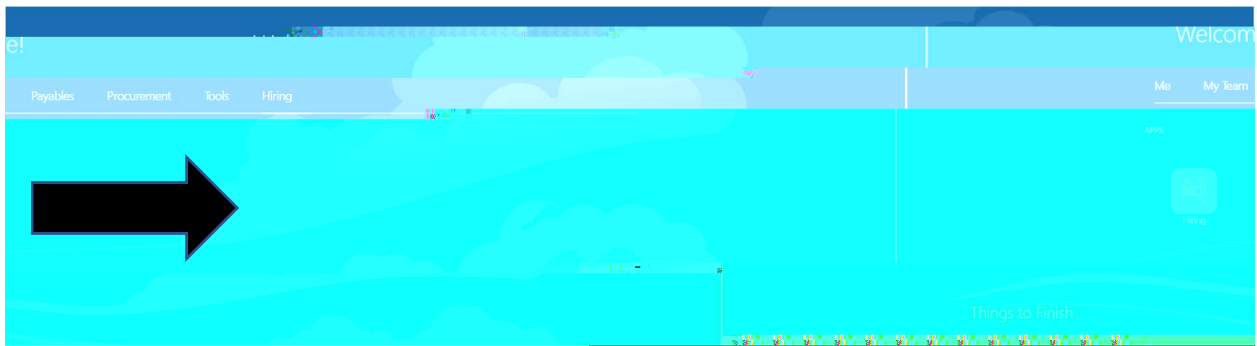 Welcom
e!
Me My Team
Payables Procurement Tools Hiring
APPS
Hiring
Things to Finish